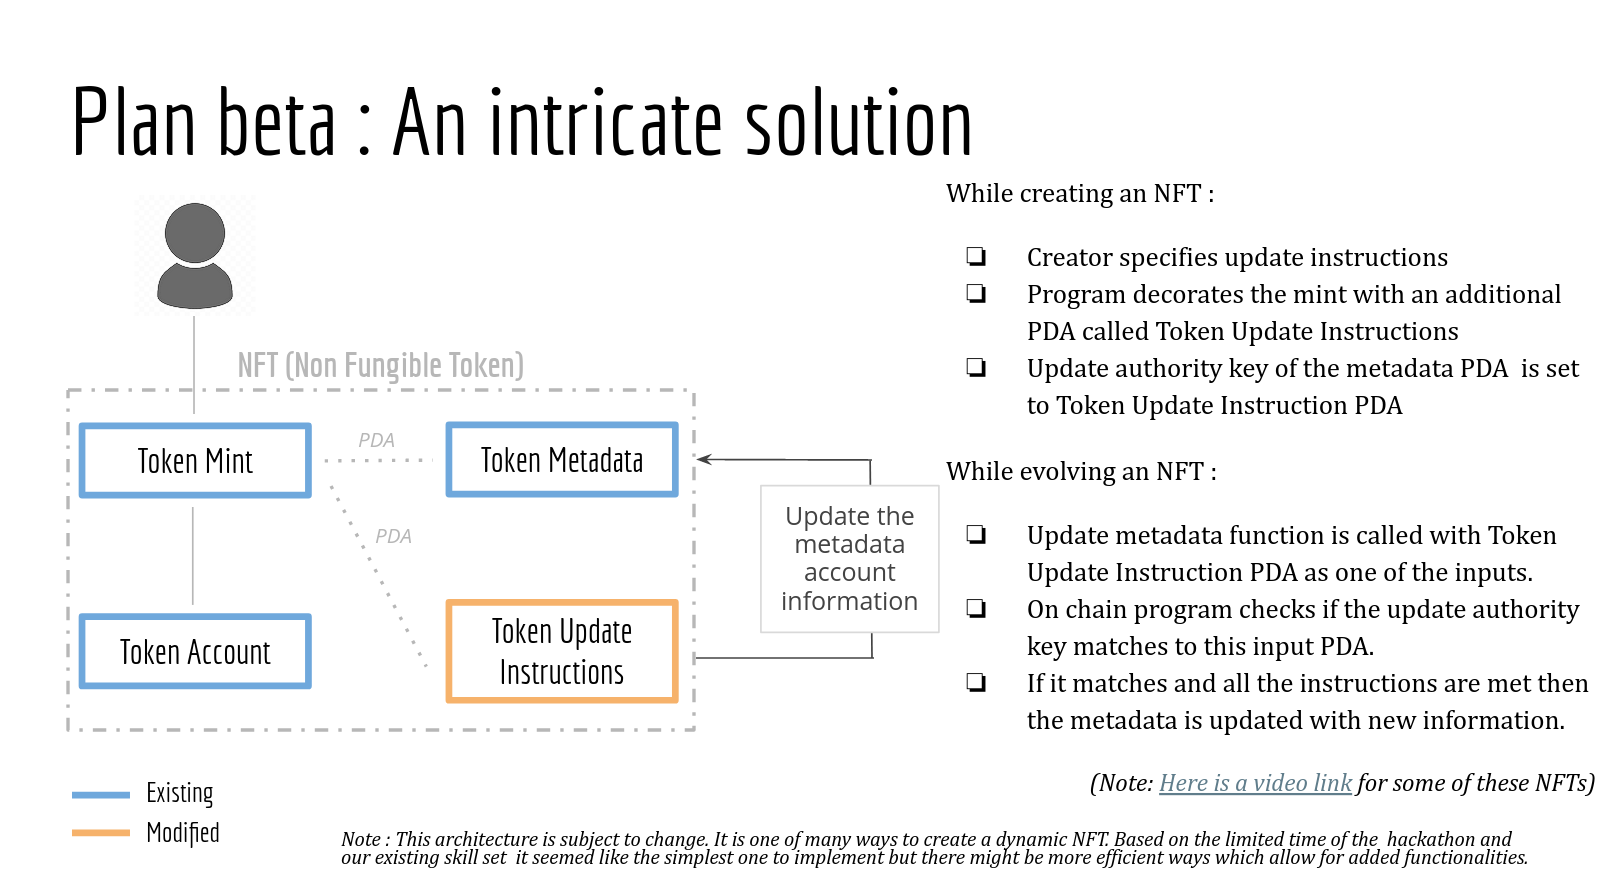 Plan beta : An intricate solution
NFT (Non Fungible Token)
Token Mint
PDA
Token Metadata
PDA
Token Account
Token Update
Instructions
Update the
metadata
account
information
Existing
Modified
While creating an NFT :
❏ Creator specifies update instructions
❏ Program decorates the mint with an additional
PDA called Token Update Instructions
❏ Update authority key of the metadata PDA  is set
to Token Update Instruction PDA
While evolving an NFT :
❏ Update metadata function is called with Token
Update Instruction PDA as one of the inputs.
❏ On chain program checks if the update authority
key matches to this input PDA.
❏ If it matches and all the instructions are met then
the metadata is updated with new information.
(Note: Here is a video link for some of these NFTs)
Note : This architecture is subject to change. It is one of many ways to create a dynamic NFT. Based on the limited time of the  hackathon and
our existing skill set  it seemed like the simplest one to implement but there might be more efficient ways which allow for added functionalities.